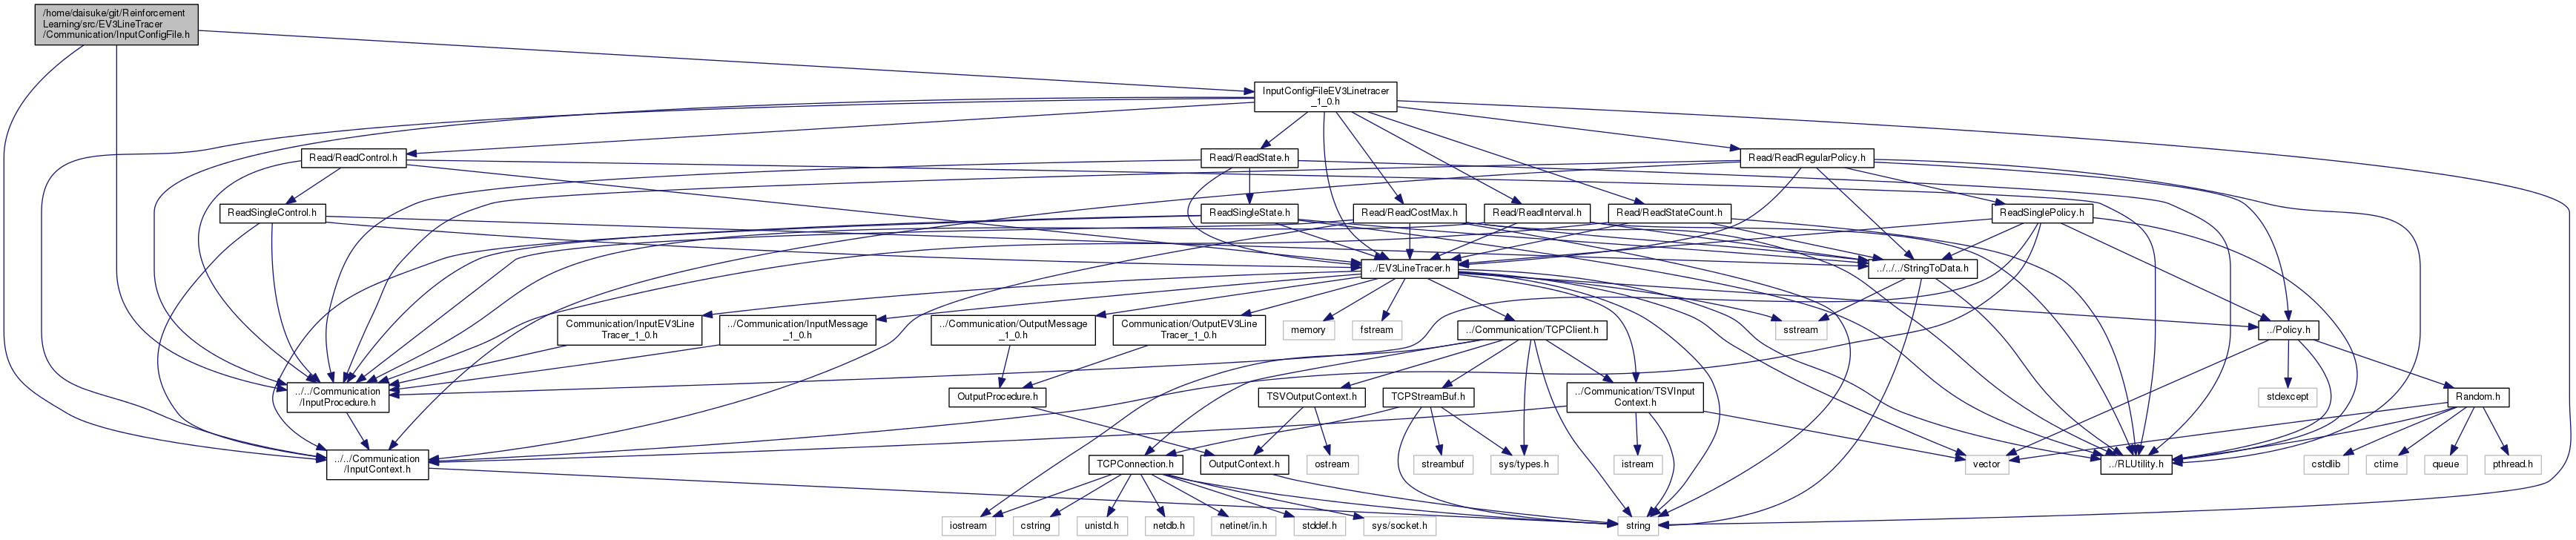 /home/daisuke/git/Reinforcement
Learning/src/EV3LineTracer
/Communication/InputConfigFile.h
InputConfigFileEV3Linetracer
_1_0.h
Read/ReadControl.h
Read/ReadState.h
Read/ReadRegularPolicy.h
ReadSingleControl.h
ReadSingleState.h
Read/ReadCostMax.h
Read/ReadInterval.h
Read/ReadStateCount.h
ReadSinglePolicy.h
../EV3LineTracer.h
../../../StringToData.h
Communication/InputEV3Line
Tracer_1_0.h
../Communication/InputMessage
_1_0.h
../Communication/OutputMessage
_1_0.h
Communication/OutputEV3Line
Tracer_1_0.h
memory
fstream
../Communication/TCPClient.h
sstream
../Policy.h
../../Communication
/InputProcedure.h
OutputProcedure.h
TSVOutputContext.h
TCPStreamBuf.h
../Communication/TSVInput
Context.h
stdexcept
Random.h
../../Communication
/InputContext.h
TCPConnection.h
OutputContext.h
ostream
streambuf
sys/types.h
istream
vector
../RLUtility.h
cstdlib
ctime
queue
pthread.h
iostream
cstring
unistd.h
netdb.h
netinet/in.h
stddef.h
sys/socket.h
string